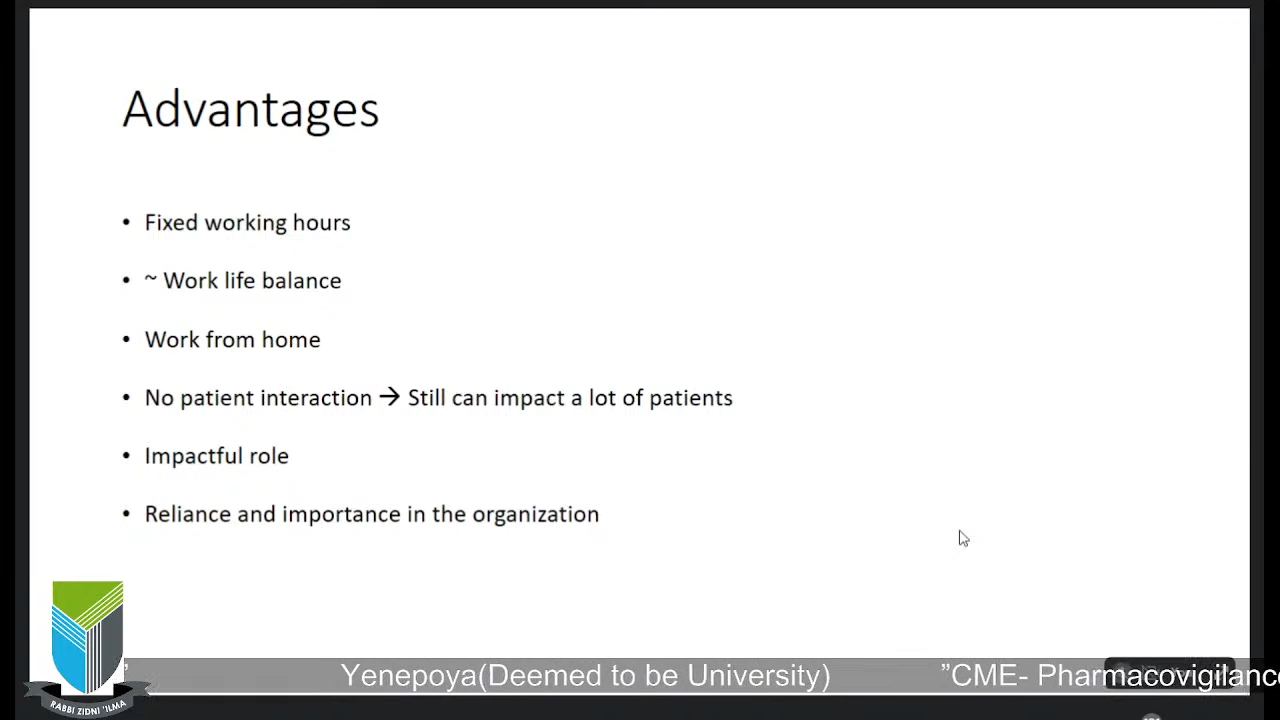 Advantages
• Fixed working hours
• ~ Work life balance
• Work from home
• No patient interaction → Still can impact a lot of patients
• Impactful role
• Reliance and importance in the organization
” Yenepoya(Deemed to be University) ”CME- Pharmacovigilance
RABBI ZIDNI 'ILMA